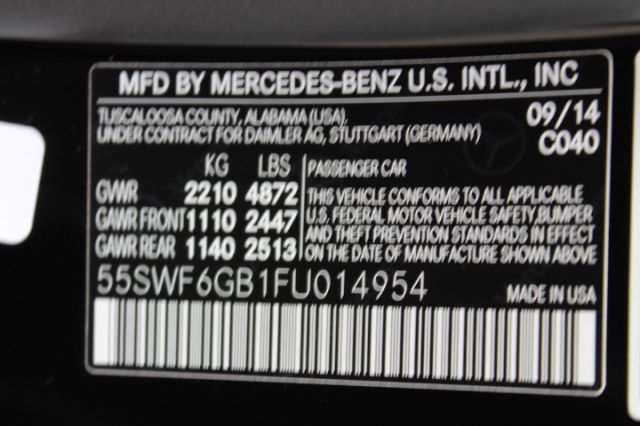 MFD BY MERCEDES-BENZ U.S. INTL., INC
TUSCALOOSA COUNTY, ALABAMA (USA), 09/14
UNDER CONTRACT FOR DAIMLER AG, STUTTGART (GERMANY) C040
KG LBS PASSENGER CAR
GVWR 2210 4872 THIS VEHICLE CONFORMS TO ALL APPLICABLE
GAWR FRONT 1110 2447 U.S. FEDERAL MOTOR VEHICLE SAFETY, BUMPER
AND THEFT PREVENTION STANDARDS IN EFFECT
GAWR REAR 1140 2513 ON THE DATE OF MANUFACTURE SHOWN ABOVE.
55SWF6GB1FU014954 MADE IN USA